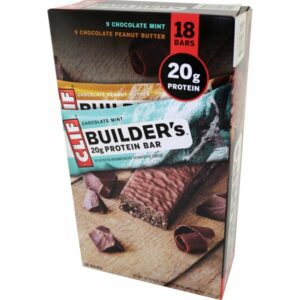 9 CHOCOLATE MINT
9 CHOCOLATE PEANUT BUTTER
18
BARS
20g
PROTEIN
CLIF
CHOCOLATE PEANUT BUTTER
BUILDER's
CLIF
CHOCOLATE MINT
BUILDER's
20g PROTEIN BAR